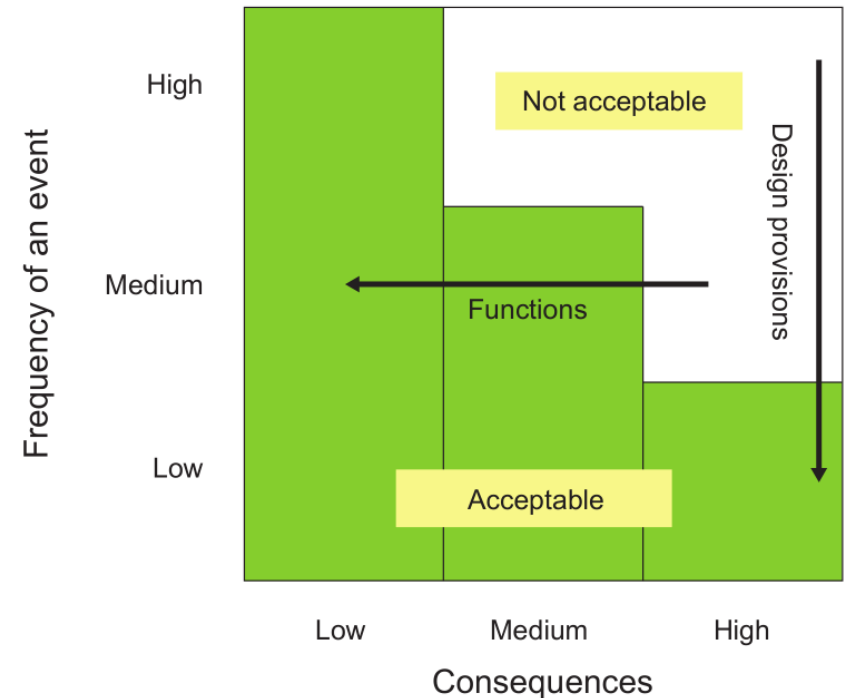 Frequency of an event
High
Medium
Low
Not acceptable
Design provisions
Functions
Acceptable
Low
Medium
High
Consequences